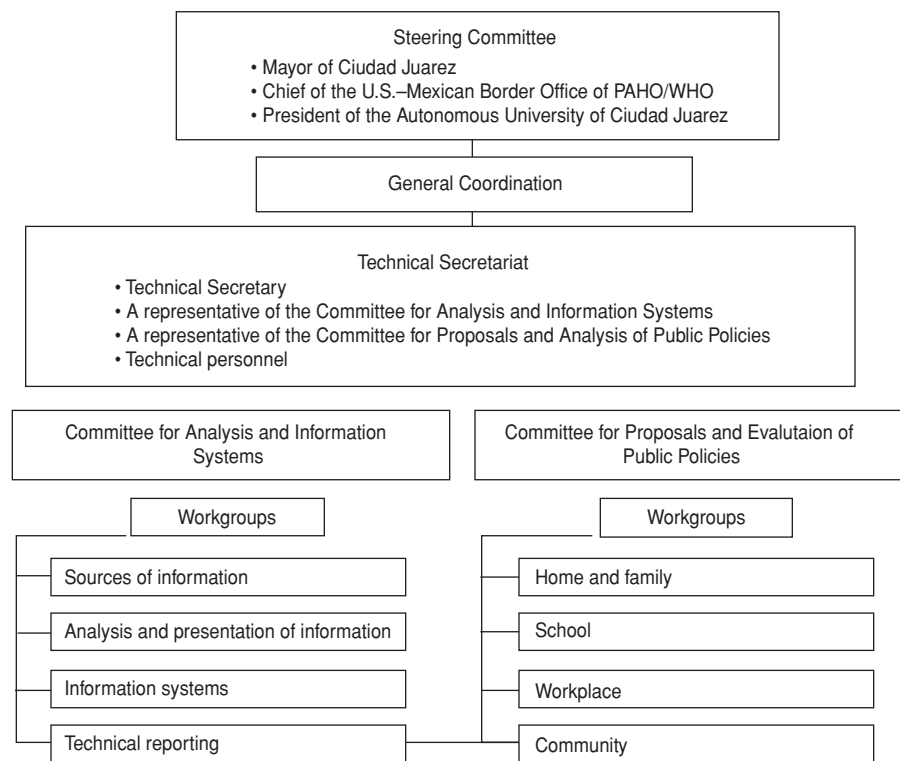 Steering Committee
• Mayor of Ciudad Juarez
• Chief of the U.S.–Mexican Border Office of PAHO/WHO
• President of the Autonomous University of Ciudad Juarez
General Coordination
Technical Secretariat
• Technical Secretary
• A representative of the Committee for Analysis and Information Systems
• A representative of the Committee for Proposals and Analysis of Public Policies
• Technical personnel
Committee for Analysis and Information
Systems
Committee for Proposals and Evalutaion of
Public Policies
Workgroups
Sources of information
Analysis and presentation of information
Information systems
Technical reporting
Workgroups
Home and family
School
Workplace
Community